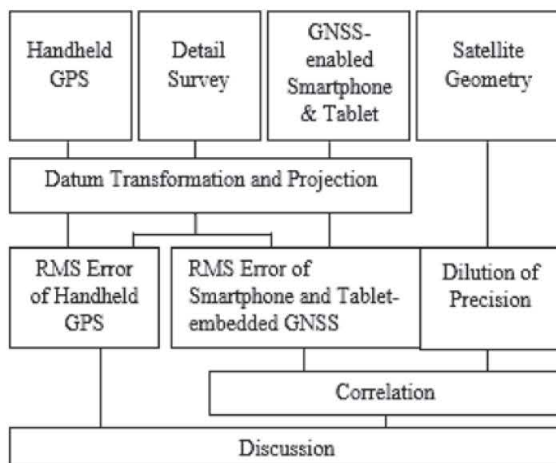 Handheld
GPS
Detail
Survey
GNSS-
enabled
Smartphone
& Tablet
Satellite
Geometry
Datum Transformation and Projection
RMS Error
of Handheld
GPS
RMS Error of
Smartphone and Tablet-
embedded GNSS
Dilution of
Precision
Correlation
Discussion